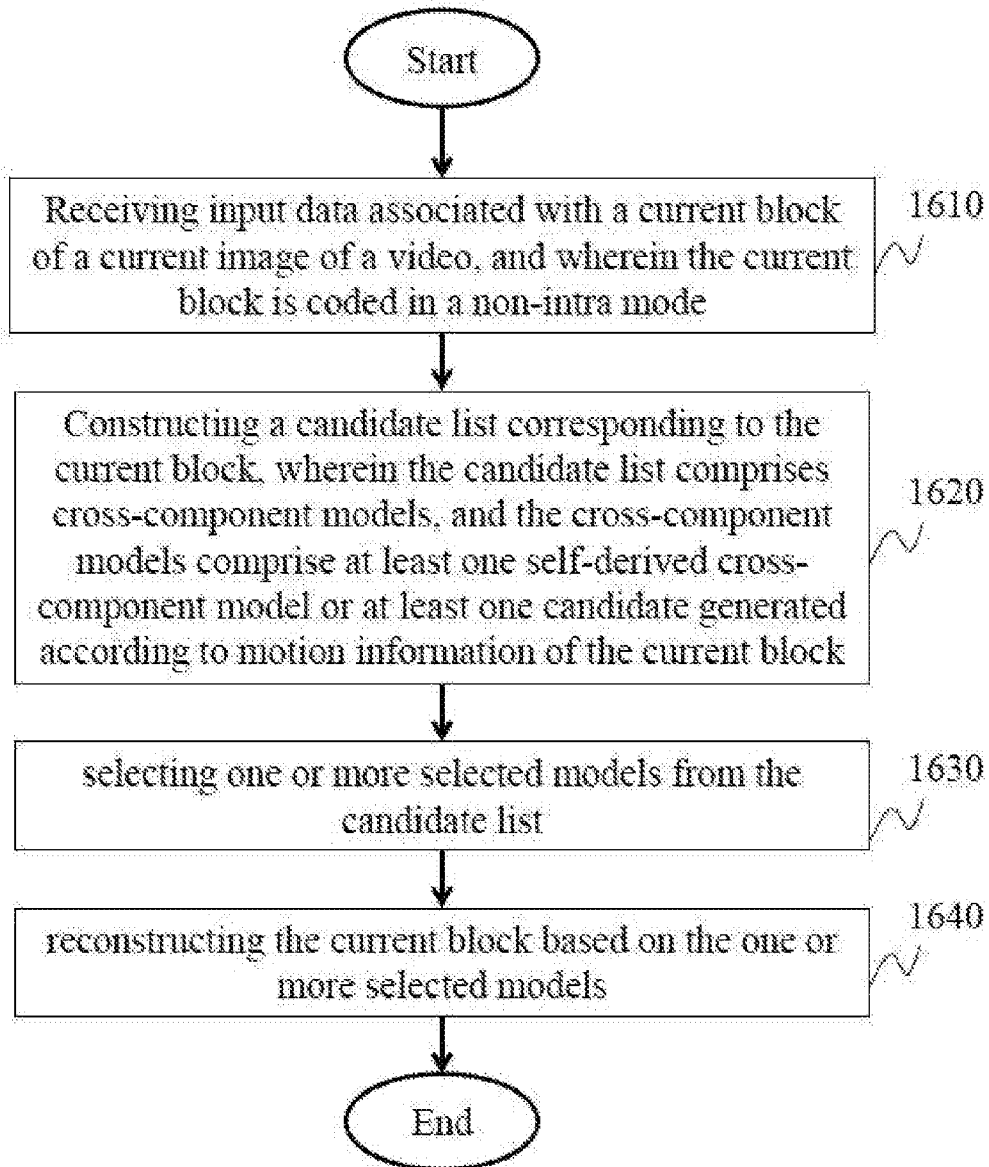 Start
Receiving input data associated with a current block
of a current image of a video, and wherein the current
block is coded in a non-intra mode
1610
Constructing a candidate list corresponding to the
current block, wherein the candidate list comprises
cross-component models, and the cross-component
models comprise at least one self-derived cross-
component model or at least one candidate generated
according to motion information of the current block
1620
selecting one or more selected models from the
candidate list
1630
reconstructing the current block based on the one or
more selected models
1640
End